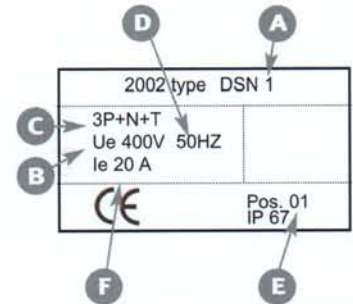 D
A
2002 type DSN 1
C
3P+N+T
B
Ue 400V 50HZ
Ie 20 A
CE
Pos. 01
IP 67
F
E